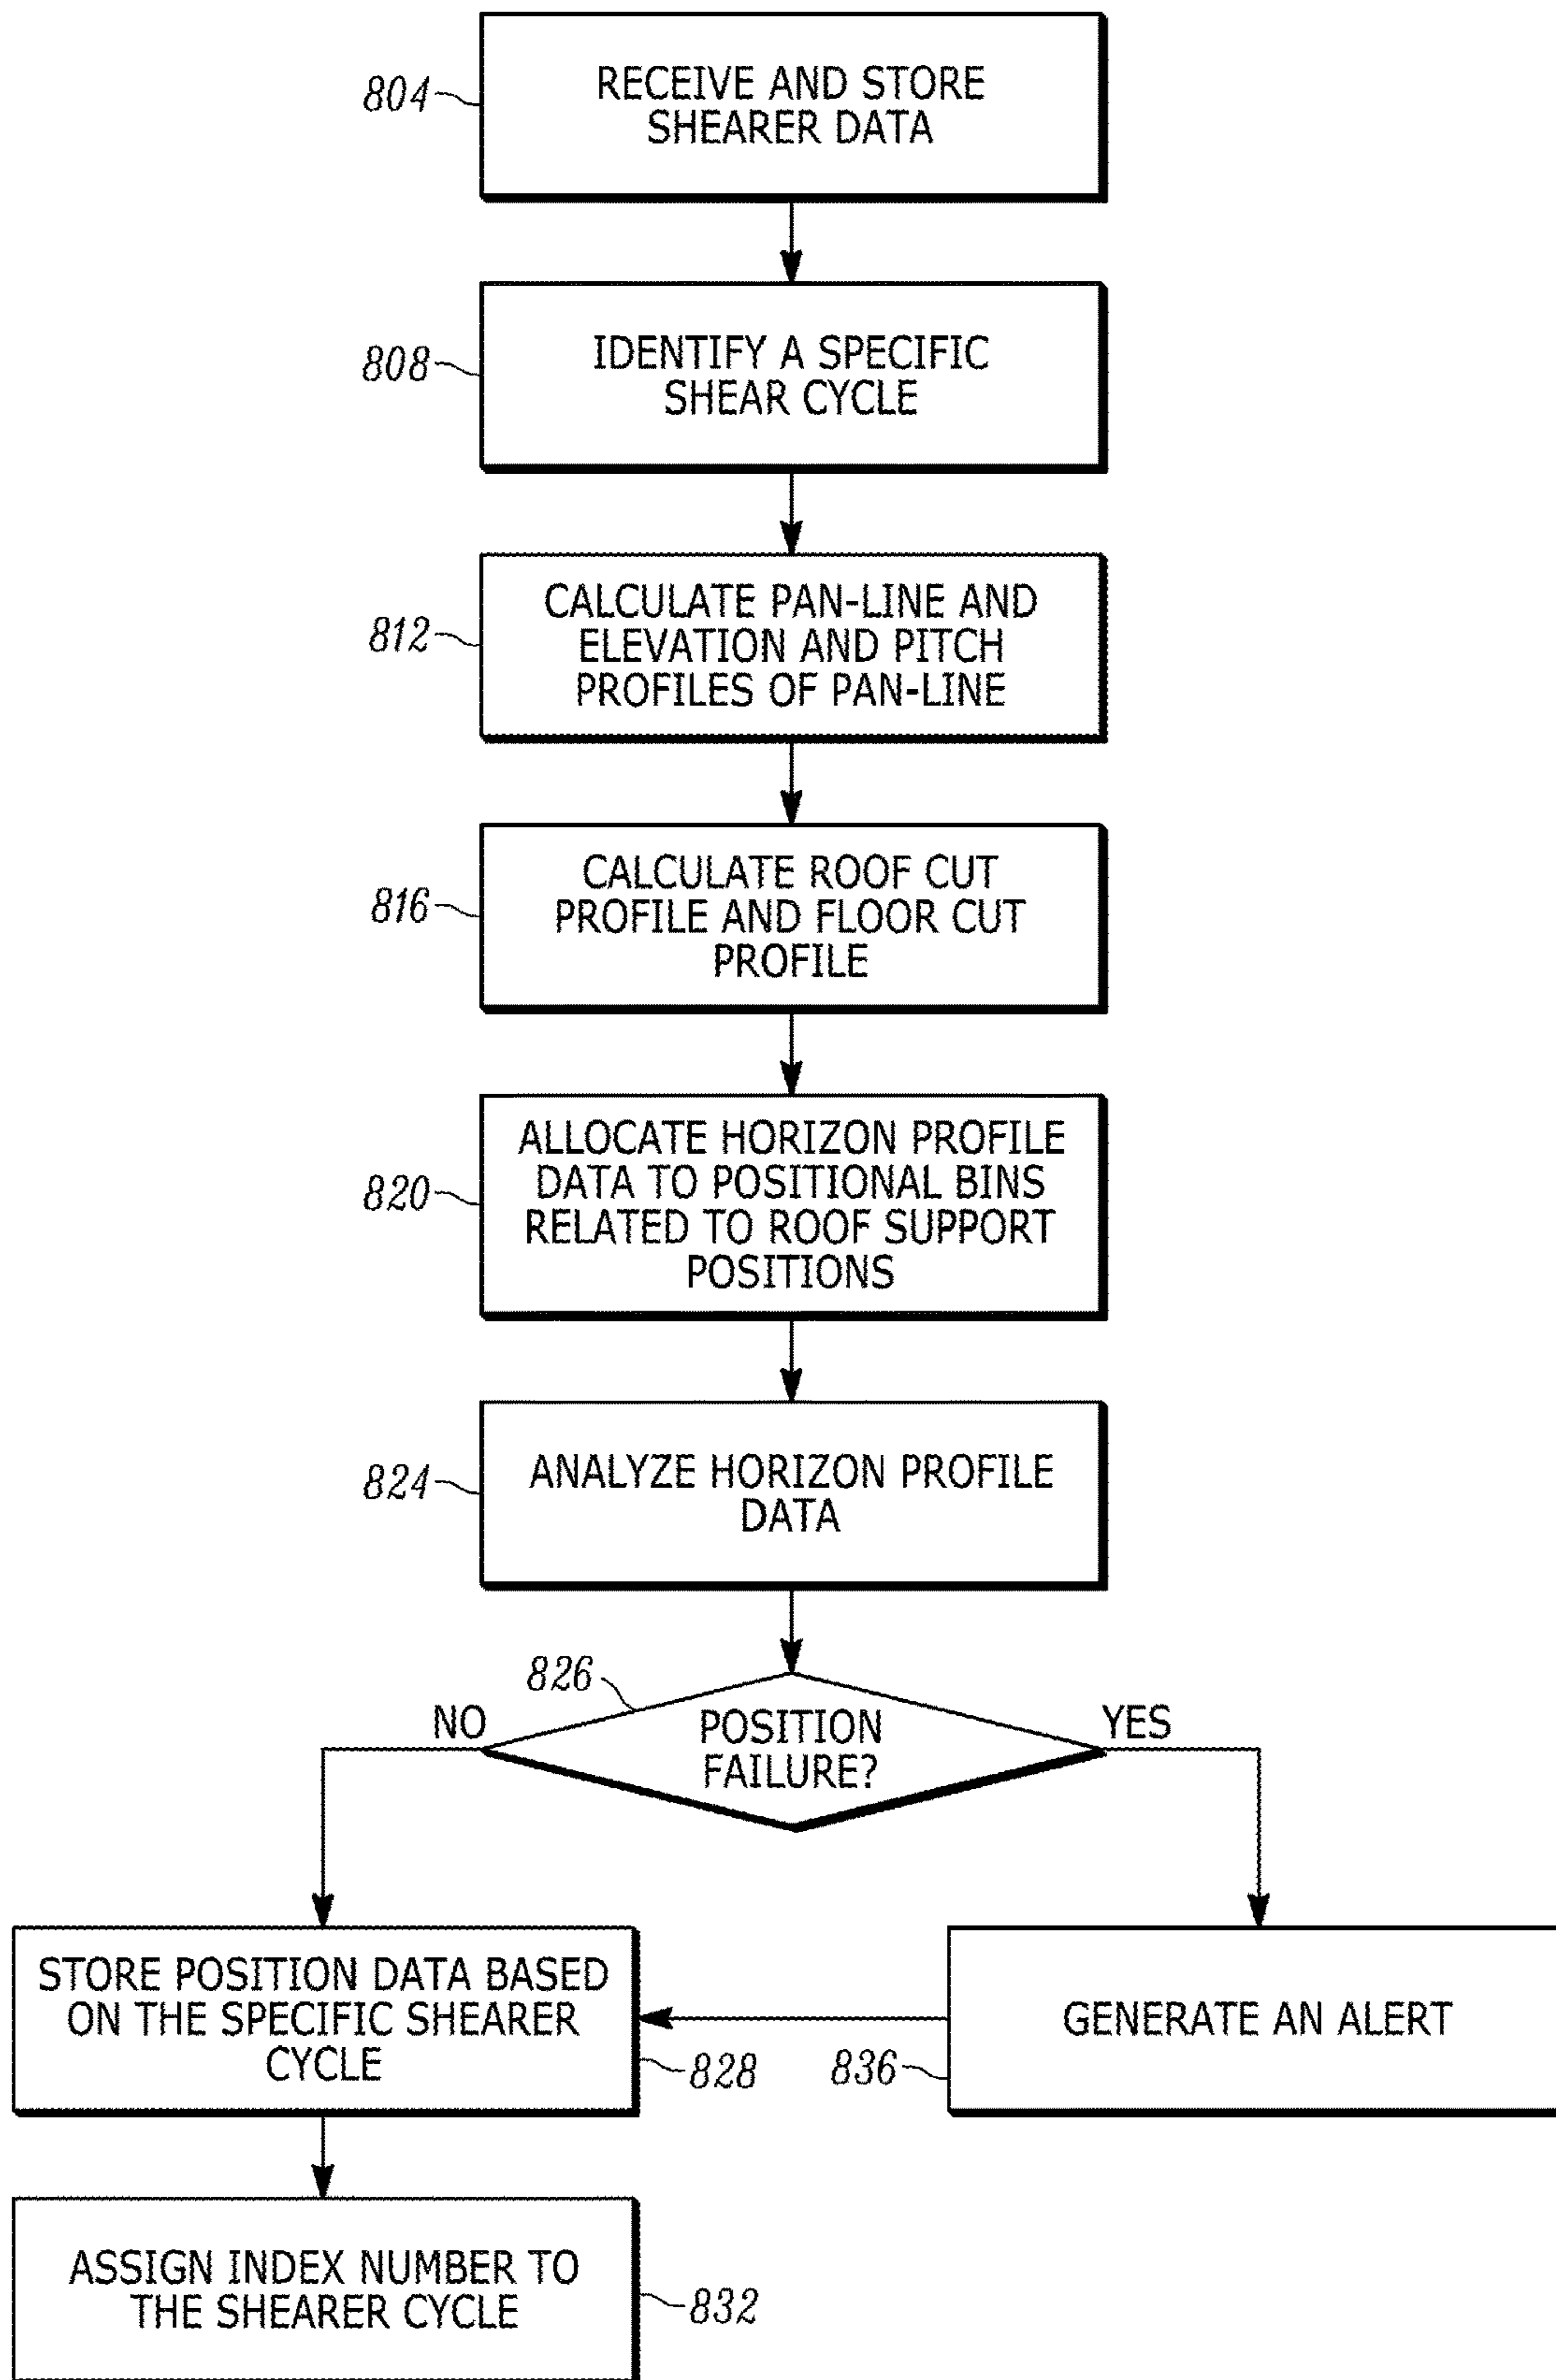 804
RECEIVE AND STORE
SHEARER DATA
808
IDENTIFY A SPECIFIC
SHEAR CYCLE
812
CALCULATE PAN-LINE AND
ELEVATION AND PITCH
PROFILES OF PAN-LINE
816
CALCULATE ROOF CUT
PROFILE AND FLOOR CUT
PROFILE
820
ALLOCATE HORIZON PROFILE
DATA TO POSITIONAL BINS
RELATED TO ROOF SUPPORT
POSITIONS
824
ANALYZE HORIZON PROFILE
DATA
826
NO
POSITION
FAILURE?
YES
STORE POSITION DATA BASED
ON THE SPECIFIC SHEARER
CYCLE
828
GENERATE AN ALERT
836
ASSIGN INDEX NUMBER TO
THE SHEARER CYCLE
832